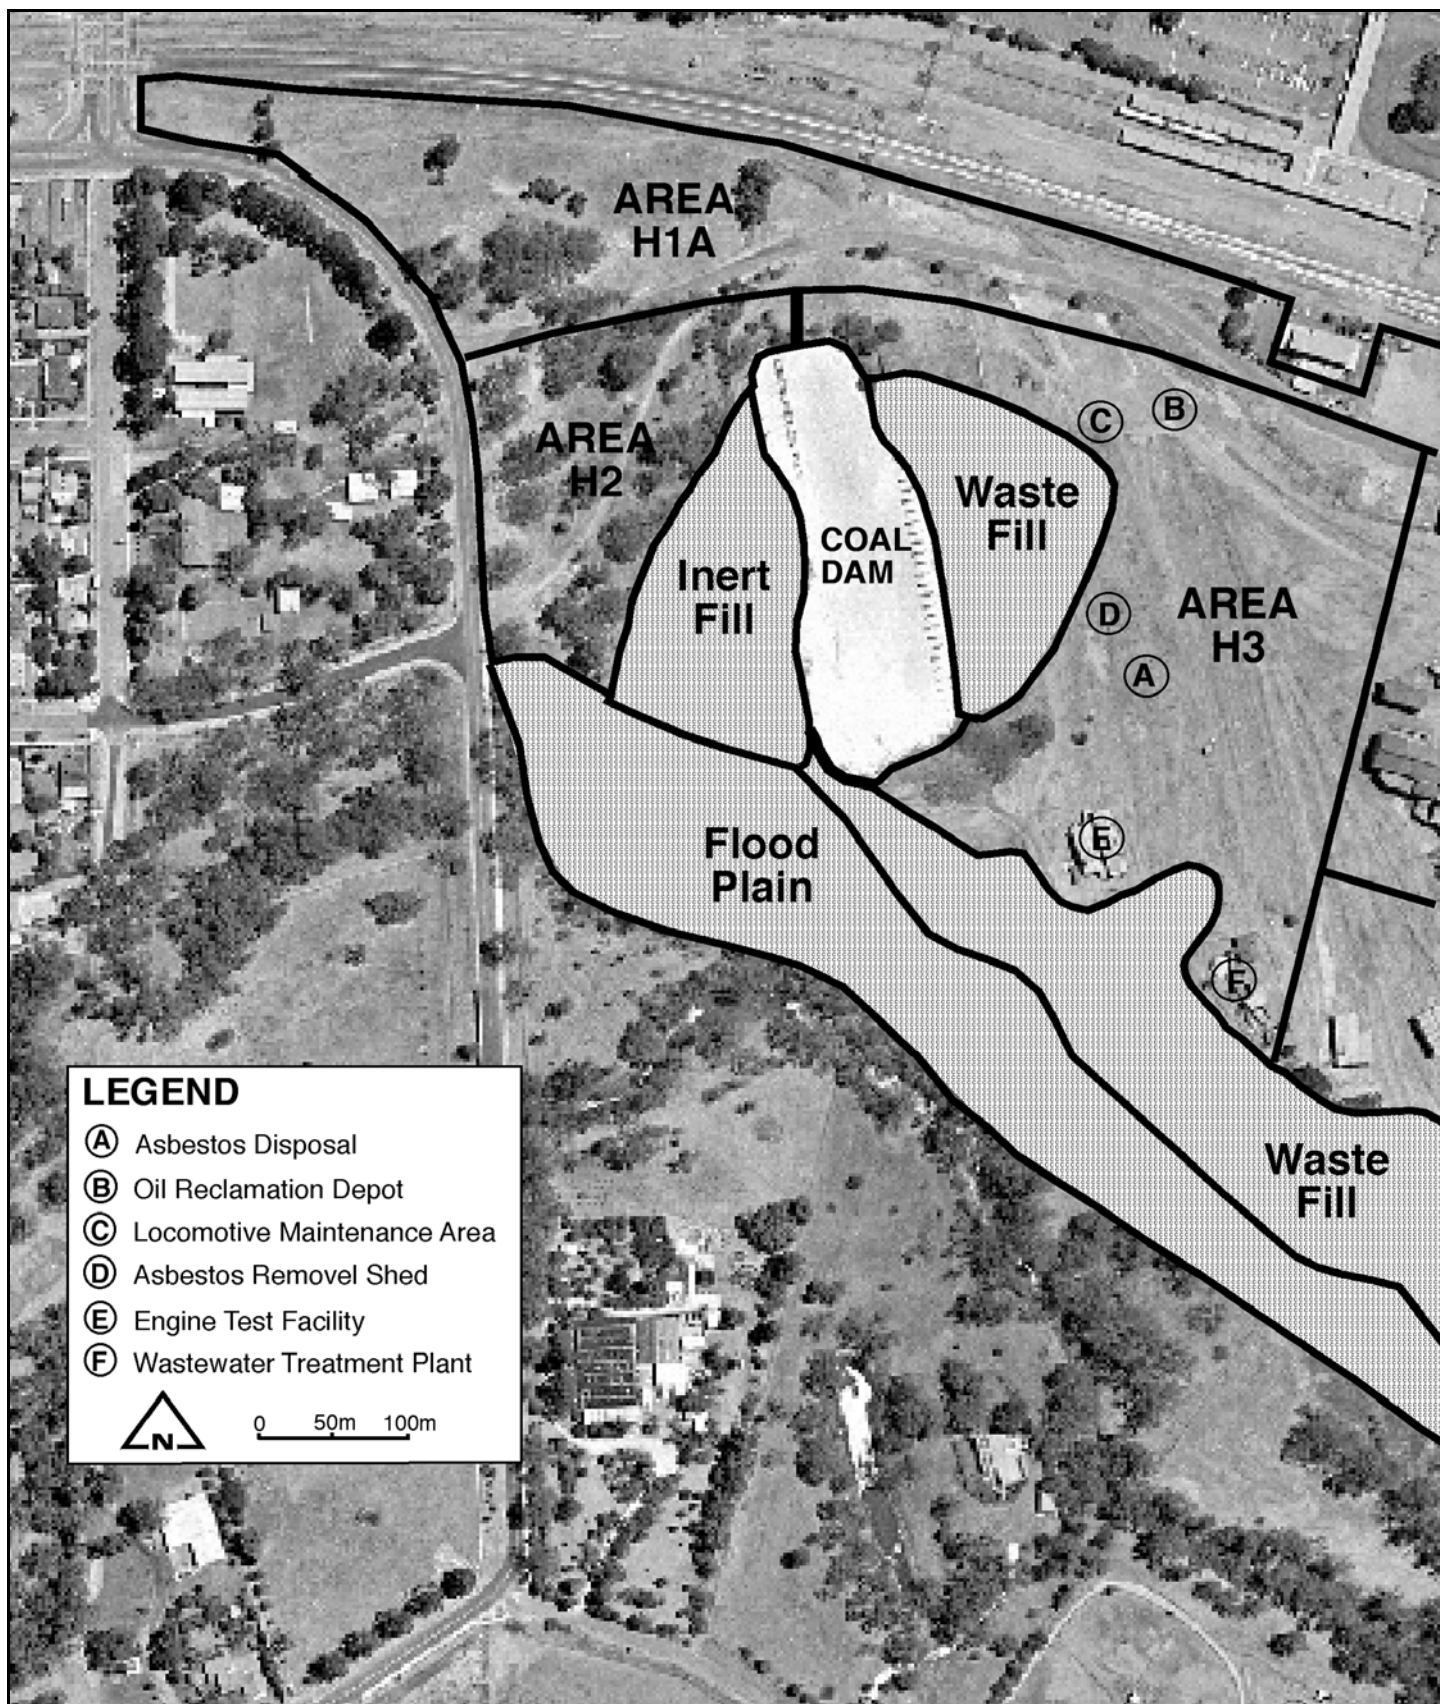 AREA
H1A
C
B
AREA
H2
Waste
Fill
COAL
DAM
Inert
Fill
D
AREA
H3
A
E
Flood
Plain
F
LEGEND
A Asbestos Disposal
B Oil Reclamation Depot
C Locomotive Maintenance Area
D Asbestos Removel Shed
E Engine Test Facility
F Wastewater Treatment Plant
N
0 50m 100m
Waste
Fill